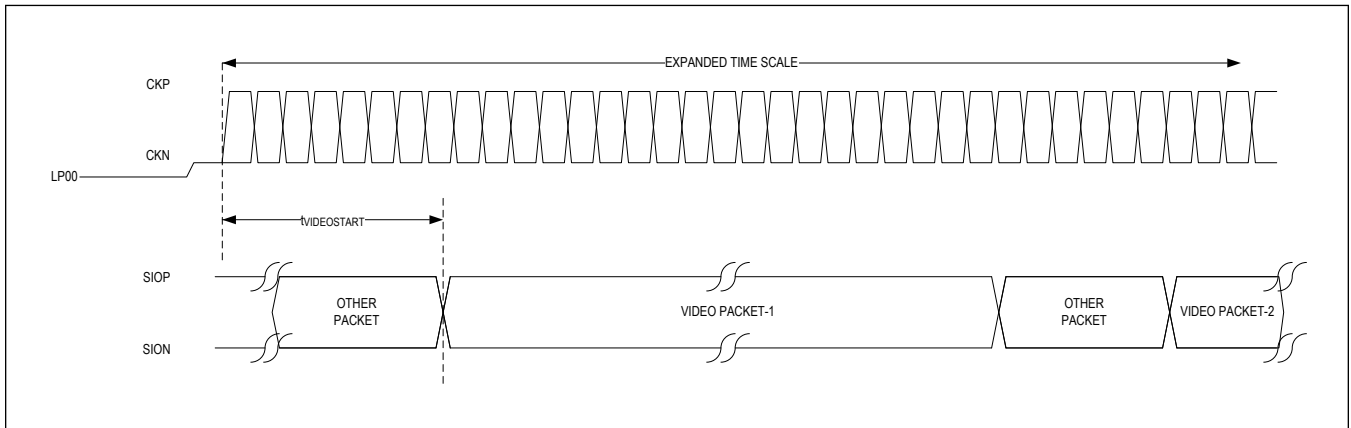 EXPANDED TIME SCALE
CKP
CKN
LP00
tVIDEOSTART
SIOP
OTHER
PACKET
VIDEO PACKET-1
OTHER
PACKET
VIDEO PACKET-2
SION